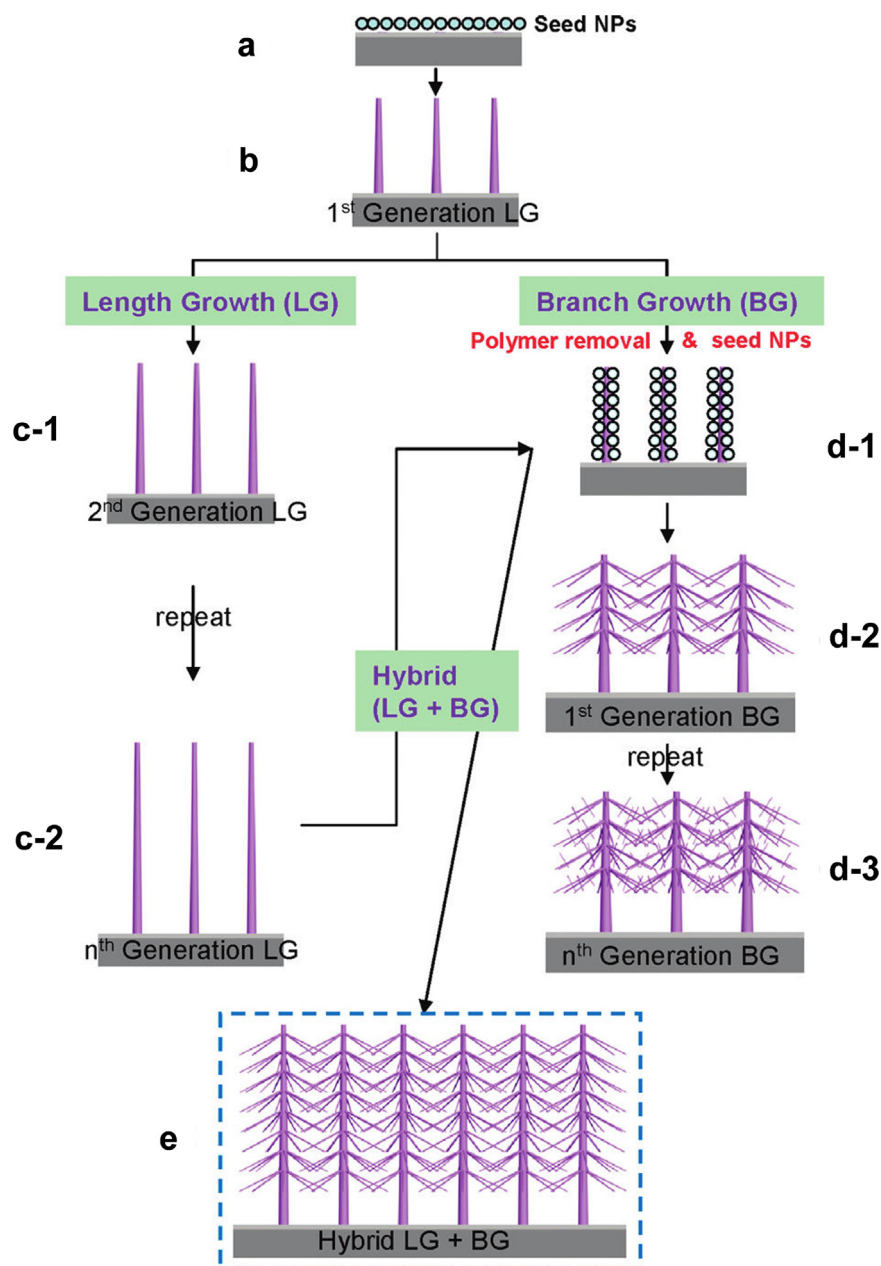 Seed NPs
a
b
1st Generation LG
Length Growth (LG)
Branch Growth (BG)
Polymer removal & seed NPs
c-1
d-1
2nd Generation LG
repeat
d-2
Hybrid
(LG + BG)
1st Generation BG
repeat
c-2
d-3
nth Generation LG
nth Generation BG
e
Hybrid LG + BG